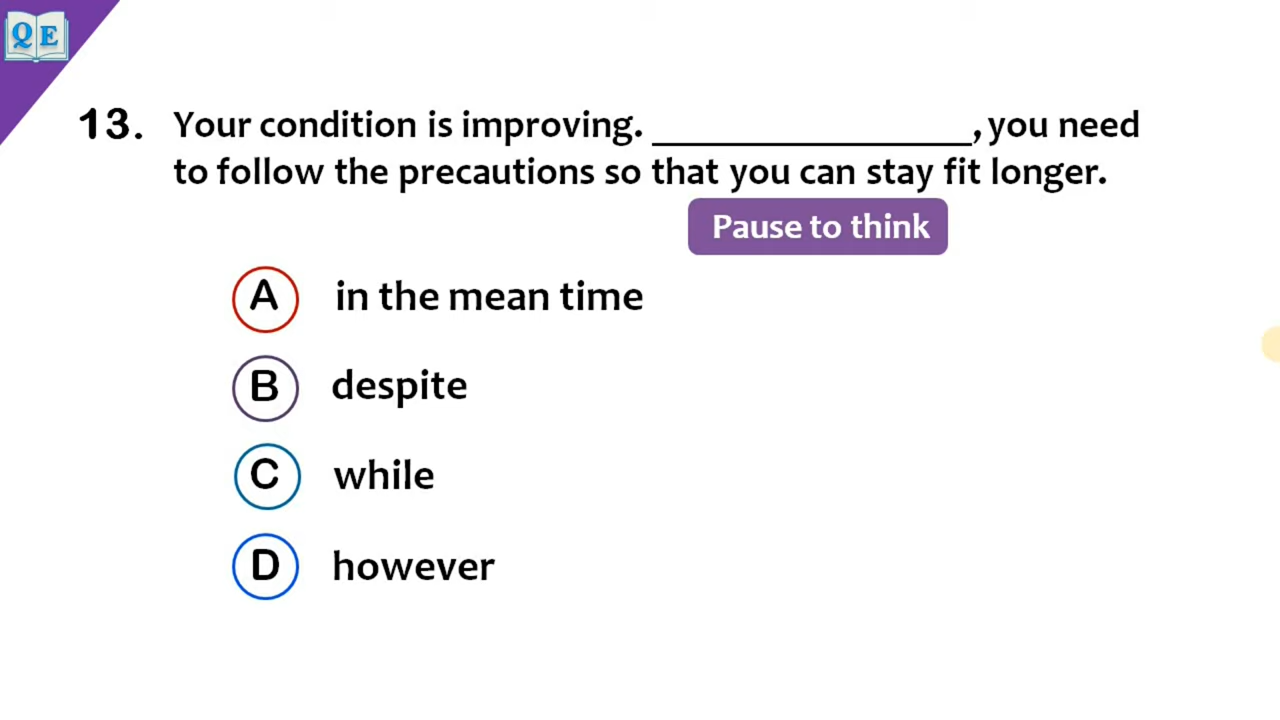 QE
13. Your condition is improving. ________________, you need
to follow the precautions so that you can stay fit longer.
Pause to think
A in the mean time
B despite
C while
D however